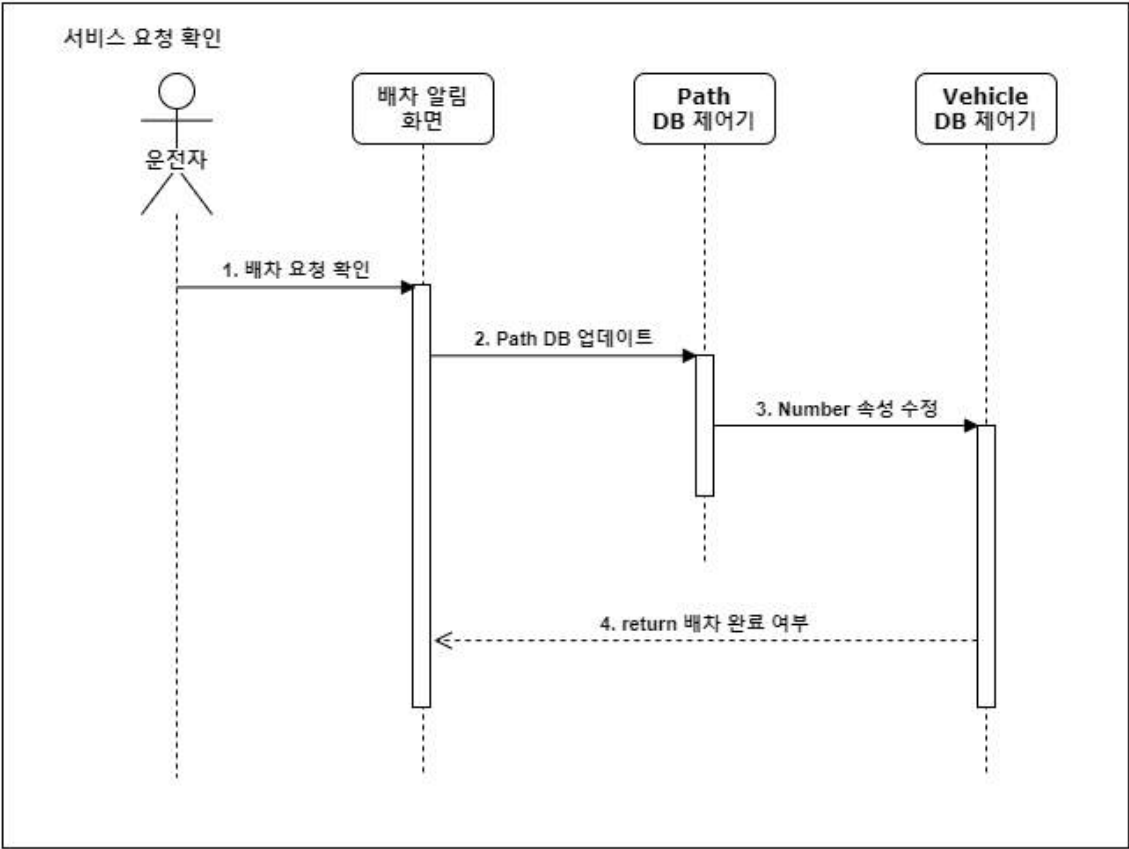 서비스 요청 확인
운전자
배차 알림
화면
Path
DB 제어기
Vehicle
DB 제어기
1. 배차 요청 확인
2. Path DB 업데이트
3. Number 속성 수정
4. return 배차 완료 여부